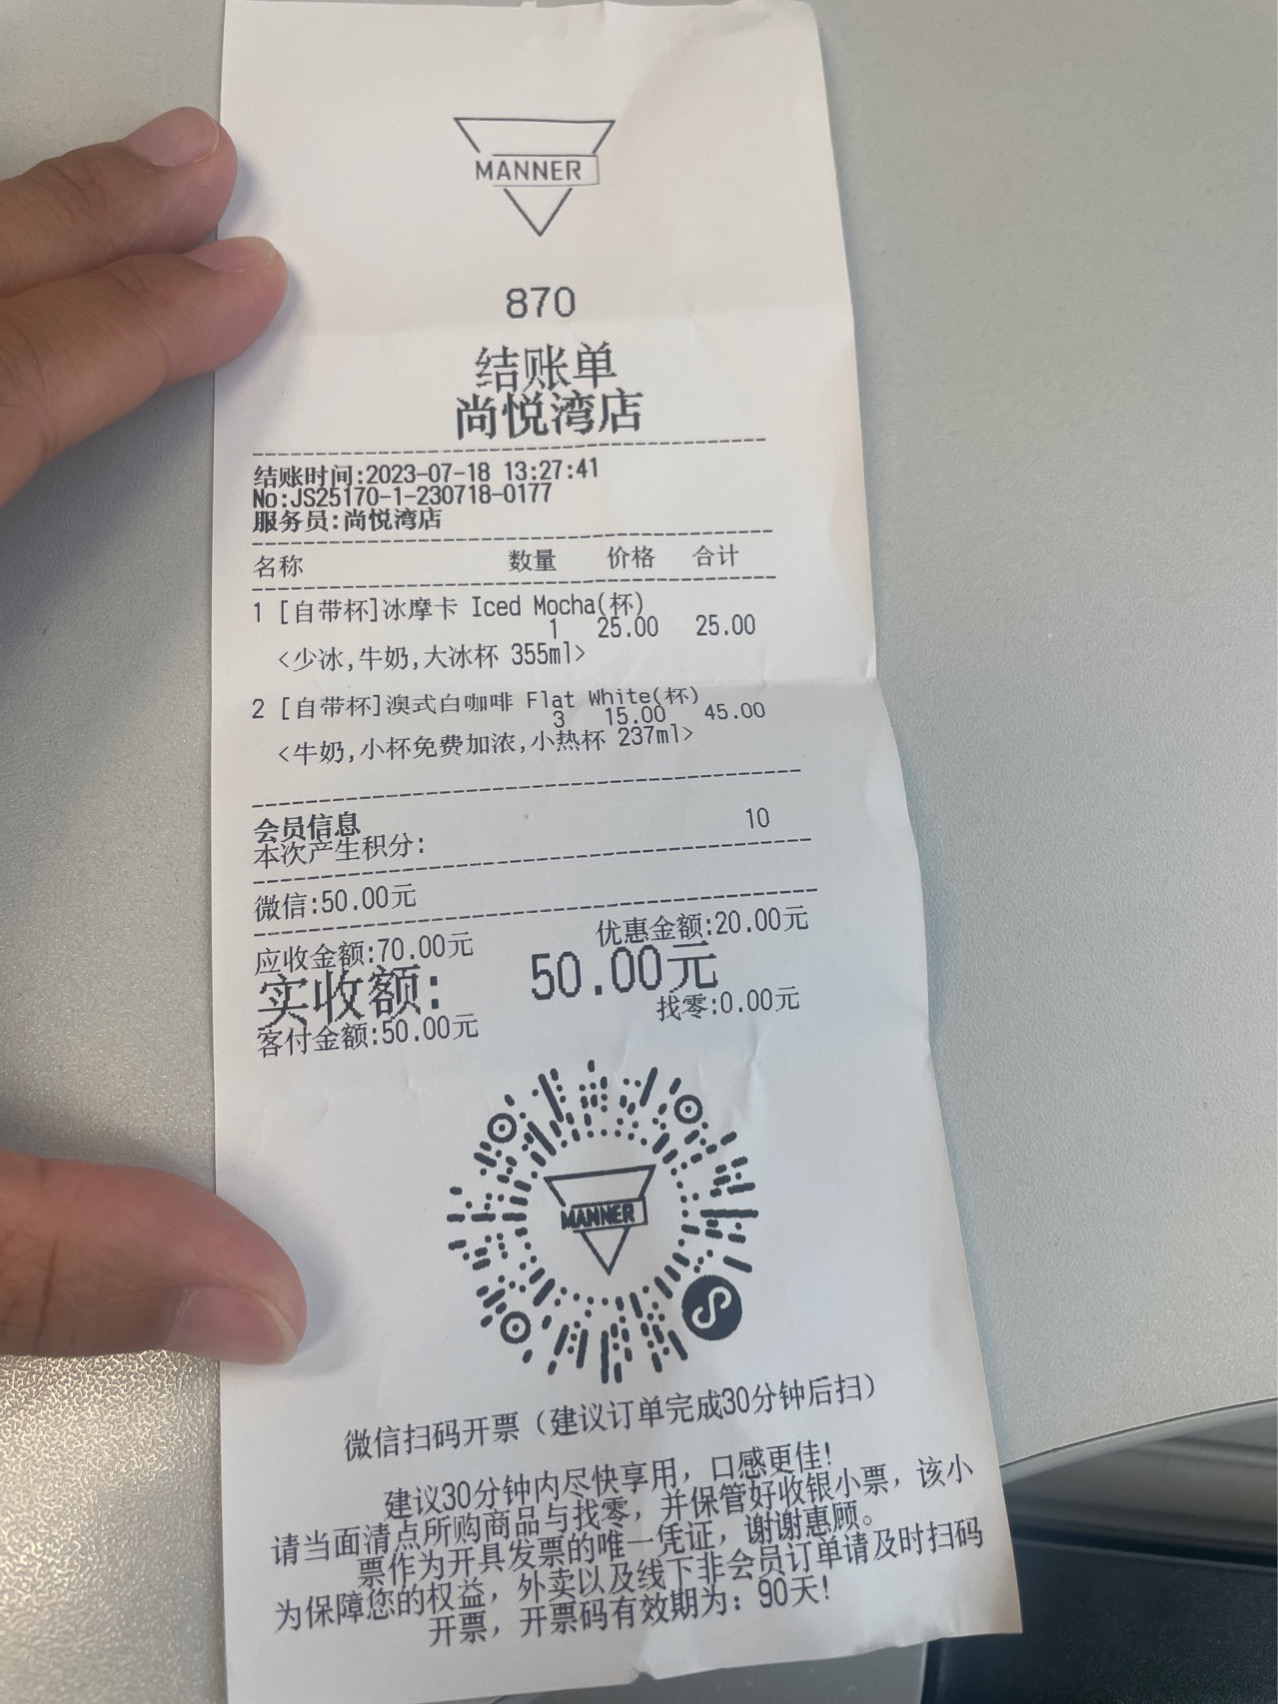 MANNER
870
结账单
尚悦湾店
结账时间:2023-07-18 13:27:41
No:JS25170-1-230718-0177
服务员:尚悦湾店
名称 数量 价格 合计
1 [自带杯]冰摩卡 Iced Mocha(杯)
1 25.00 25.00
<少冰,牛奶,大冰杯 355ml>
2 [自带杯]澳式白咖啡 Flat White(杯)
3 15.00 45.00
<牛奶,小杯免费加浓,小热杯 237ml>
会员信息
本次产生积分: 10
微信:50.00元
应收金额:70.00元 优惠金额:20.00元
实收额: 50.00元
客付金额:50.00元 找零:0.00元
MANNER
微信扫码开票（建议订单完成30分钟后扫）
建议30分钟内尽快享用，口感更佳！
请当面清点所购商品与找零，并保管好收银小票，该小
票作为开具发票的唯一凭证，谢谢惠顾。
为保障您的权益，外卖以及线下非会员订单请及时扫码
开票，开票码有效期为：90天！